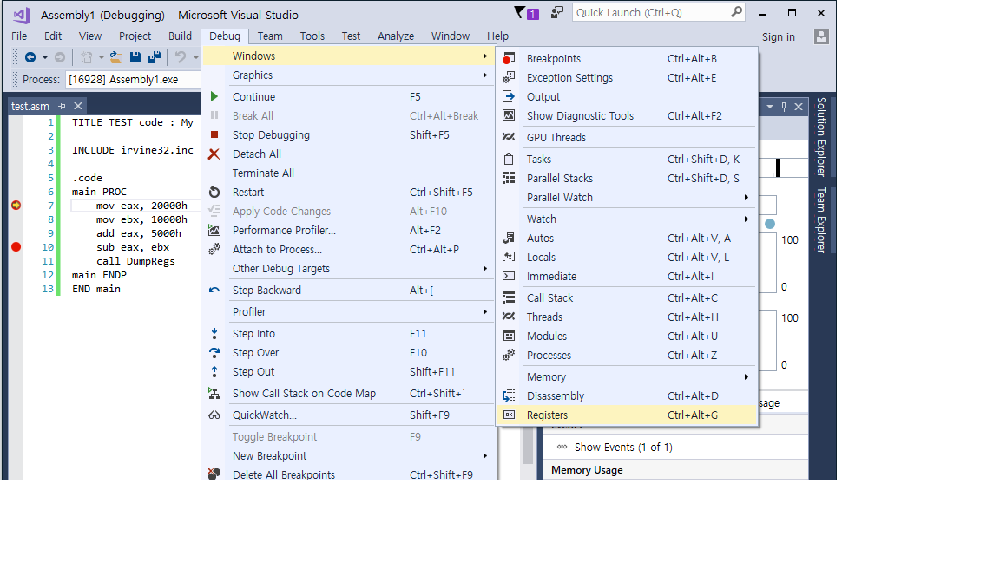 Assembly1 (Debugging) - Microsoft Visual Studio
1
Quick Launch (Ctrl+Q)
File Edit View Project Build Debug Team Tools Test Analyze Window Help
Sign in
Process: [16928] Assembly1.exe
test.asm
1 TITLE TEST code : My
2
3 INCLUDE irvine32.inc
4
5 .code
6 main PROC
7 mov eax, 20000h
8 mov ebx, 10000h
9 add eax, 5000h
10 sub eax, ebx
11 call DumpRegs
12 main ENDP
13 END main
Windows
Graphics
Continue F5
Break All Ctrl+Alt+Break
Stop Debugging Shift+F5
Detach All
Terminate All
Restart Ctrl+Shift+F5
Apply Code Changes Alt+F10
Performance Profiler... Alt+F2
Attach to Process... Ctrl+Alt+P
Other Debug Targets
Step Backward Alt+[
Profiler
Step Into F11
Step Over F10
Step Out Shift+F11
Show Call Stack on Code Map Ctrl+Shift+`
QuickWatch... Shift+F9
Toggle Breakpoint F9
New Breakpoint
Delete All Breakpoints Ctrl+Shift+F9
Breakpoints Ctrl+Alt+B
Exception Settings Ctrl+Alt+E
Output
Show Diagnostic Tools Ctrl+Alt+F2
GPU Threads
Tasks Ctrl+Shift+D, K
Parallel Stacks Ctrl+Shift+D, S
Parallel Watch
Watch
Autos Ctrl+Alt+V, A
Locals Ctrl+Alt+V, L
Immediate Ctrl+Alt+I
Call Stack Ctrl+Alt+C
Threads Ctrl+Alt+H
Modules Ctrl+Alt+U
Processes Ctrl+Alt+Z
Memory
Disassembly Ctrl+Alt+D
Registers Ctrl+Alt+G
100
0
100
0
sage
Events
Show Events (1 of 1)
Memory Usage
Solution Explorer
Team Explorer